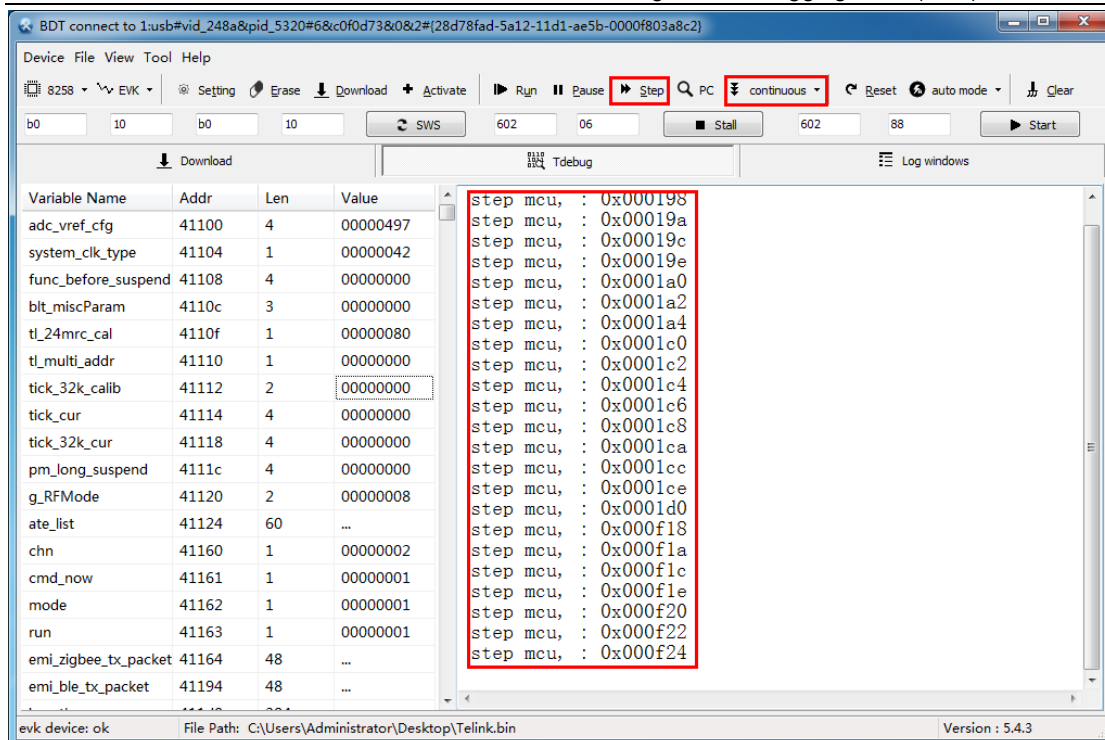 BDT connect to 1:usb#vid_248a&pid_5320#6&c0f0d73&0&2#{28d78fad-5a12-11d1-ae5b-0000f803a8c2}
Device File View Tool Help
8258 EVK Setting Erase Download Activate Run Pause Step PC continuous Reset auto mode Clear
b0 10 b0 10 SWS 602 06 Stall 602 88 Start
Download Tdebug Log windows
Variable Name Addr Len Value
adc_vref_cfg 41100 4 00000497
system_clk_type 41104 1 00000042
func_before_suspend 41108 4 00000000
blt_miscParam 4110c 3 00000000
tl_24mrc_cal 4110f 1 00000080
tl_multi_addr 41110 1 00000000
tick_32k_calib 41112 2 00000000
tick_cur 41114 4 00000000
tick_32k_cur 41118 4 00000000
pm_long_suspend 4111c 4 00000000
g_RFMode 41120 2 00000008
ate_list 41124 60 ...
chn 41160 1 00000002
cmd_now 41161 1 00000001
mode 41162 1 00000001
run 41163 1 00000001
emi_zigbee_tx_packet 41164 48 ...
emi_ble_tx_packet 41194 48 ...
step mcu, : 0x000198
step mcu, : 0x00019a
step mcu, : 0x00019c
step mcu, : 0x00019e
step mcu, : 0x0001a0
step mcu, : 0x0001a2
step mcu, : 0x0001a4
step mcu, : 0x0001c0
step mcu, : 0x0001c2
step mcu, : 0x0001c4
step mcu, : 0x0001c6
step mcu, : 0x0001c8
step mcu, : 0x0001ca
step mcu, : 0x0001cc
step mcu, : 0x0001ce
step mcu, : 0x0001d0
step mcu, : 0x000f18
step mcu, : 0x000f1a
step mcu, : 0x000f1c
step mcu, : 0x000f1e
step mcu, : 0x000f20
step mcu, : 0x000f22
step mcu, : 0x000f24
evk device: ok File Path: C:\Users\Administrator\Desktop\Telink.bin Version : 5.4.3